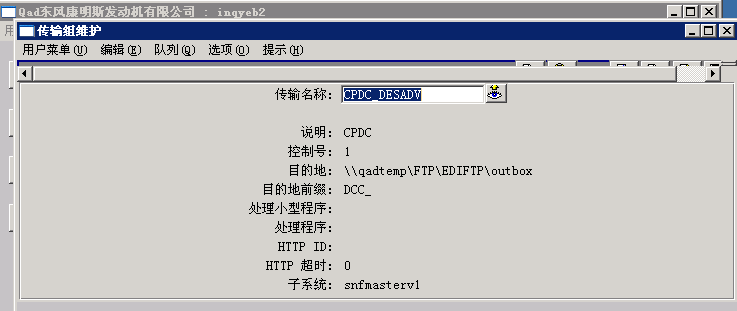 Qad东风康明斯发动机有限公司 : inqyeb2
用
传输组维护
用户菜单(U) 编辑(E) 队列(Q) 选项(O) 提示(H)
传输名称: CPDC_DESADV
说明: CPDC
控制号: 1
目的地: \\qadtemp\FTP\EDIFTP\outbox
目的地前缀: DCC_
处理小型程序:
处理程序:
HTTP ID:
HTTP 超时: 0
子系统: snfmasterv1